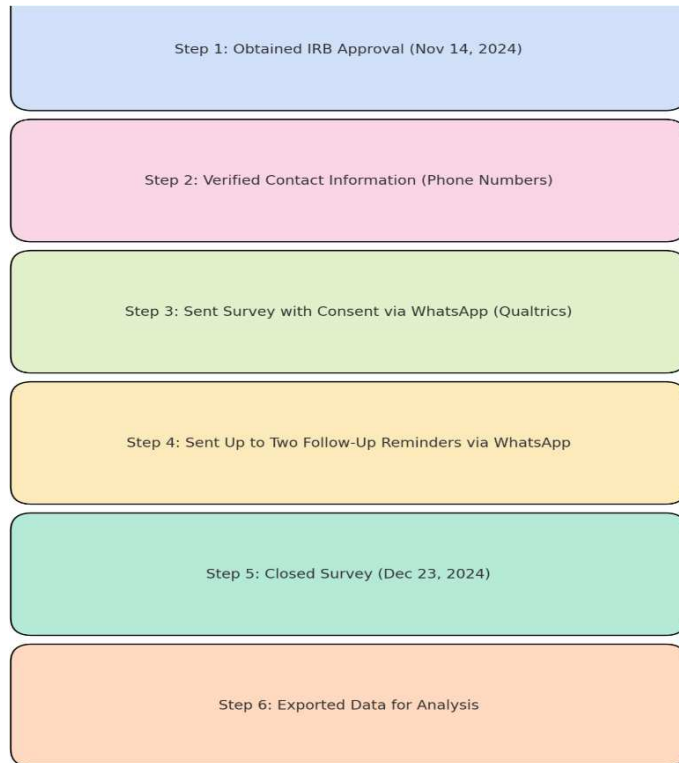 Step 1: Obtained IRB Approval (Nov 14, 2024)
Step 2: Verified Contact Information (Phone Numbers)
Step 3: Sent Survey with Consent via WhatsApp (Qualtrics)
Step 4: Sent Up to Two Follow-Up Reminders via WhatsApp
Step 5: Closed Survey (Dec 23, 2024)
Step 6: Exported Data for Analysis